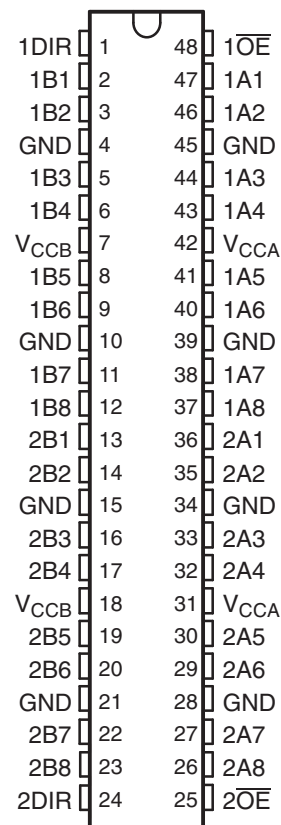 1DIR 1 48 1O̅E̅
1B1 2 47 1A1
1B2 3 46 1A2
GND 4 45 GND
1B3 5 44 1A3
1B4 6 43 1A4
VCCB 7 42 VCCA
1B5 8 41 1A5
1B6 9 40 1A6
GND 10 39 GND
1B7 11 38 1A7
1B8 12 37 1A8
2B1 13 36 2A1
2B2 14 35 2A2
GND 15 34 GND
2B3 16 33 2A3
2B4 17 32 2A4
VCCB 18 31 VCCA
2B5 19 30 2A5
2B6 20 29 2A6
GND 21 28 GND
2B7 22 27 2A7
2B8 23 26 2A8
2DIR 24 25 2O̅E̅